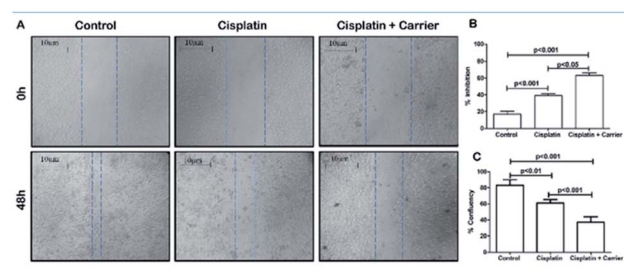 A
Control
Cisplatin
Cisplatin + Carrier
0h
10µm
10µm
10µm
48h
10µm
10µm
10µm
B
p<0.001
p<0.05
p<0.001
% Inhibition
100
80
60
40
20
0
Control
Cisplatin
Cisplatin + Carrier
C
p<0.001
p<0.01
p<0.001
% Confluency
100
80
60
40
20
0
Control
Cisplatin
Cisplatin + Carrier